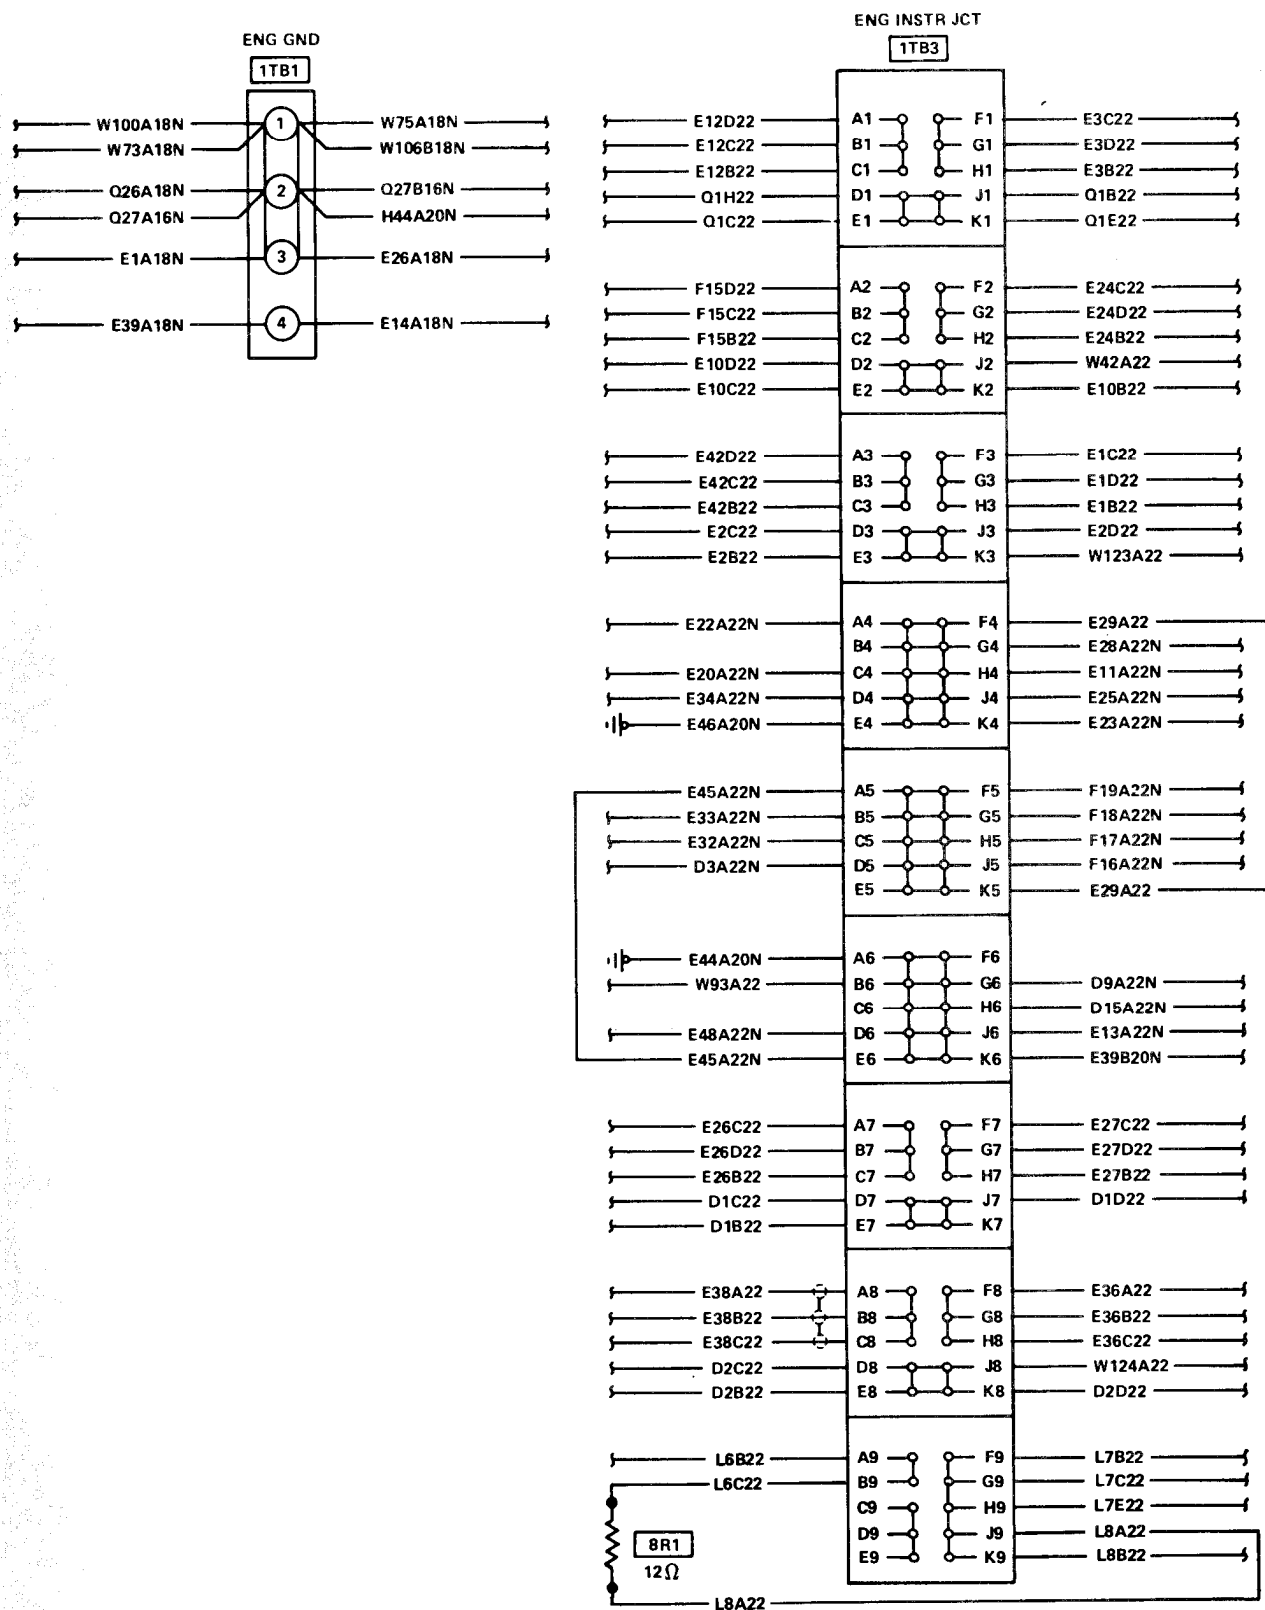 ENG GND
1TB1
W100A18N 1 W75A18N
W73A18N W106B18N
Q26A18N 2 Q27B16N
Q27A16N H44A20N
E1A18N 3 E26A18N
E39A18N 4 E14A18N
ENG INSTR JCT
1TB3
E12D22 A1 F1 E3C22
E12C22 B1 G1 E3D22
E12B22 C1 H1 E3B22
Q1H22 D1 J1 Q1B22
Q1C22 E1 K1 Q1E22
F15D22 A2 F2 E24C22
F15C22 B2 G2 E24D22
F15B22 C2 H2 E24B22
E10D22 D2 J2 W42A22
E10C22 E2 K2 E10B22
E42D22 A3 F3 E1C22
E42C22 B3 G3 E1D22
E42B22 C3 H3 E1B22
E2C22 D3 J3 E2D22
E2B22 E3 K3 W123A22
E22A22N A4 F4 E29A22
B4 G4 E28A22N
E20A22N C4 H4 E11A22N
E34A22N D4 J4 E25A22N
E46A20N E4 K4 E23A22N
E45A22N A5 F5 F19A22N
E33A22N B5 G5 F18A22N
E32A22N C5 H5 F17A22N
D3A22N D5 J5 F16A22N
E5 K5 E29A22
E44A20N A6 F6
W93A22 B6 G6 D9A22N
C6 H6 D15A22N
E48A22N D6 J6 E13A22N
E45A22N E6 K6 E39B20N
E26C22 A7 F7 E27C22
E26D22 B7 G7 E27D22
E26B22 C7 H7 E27B22
D1C22 D7 J7 D1D22
D1B22 E7 K7
E38A22 A8 F8 E36A22
E38B22 B8 G8 E36B22
E38C22 C8 H8 E36C22
D2C22 D8 J8 W124A22
D2B22 E8 K8 D2D22
L6B22 A9 F9 L7B22
L6C22 B9 G9 L7C22
C9 H9 L7E22
D9 J9 L8A22
E9 K9 L8B22
8R1
12Ω
L8A22